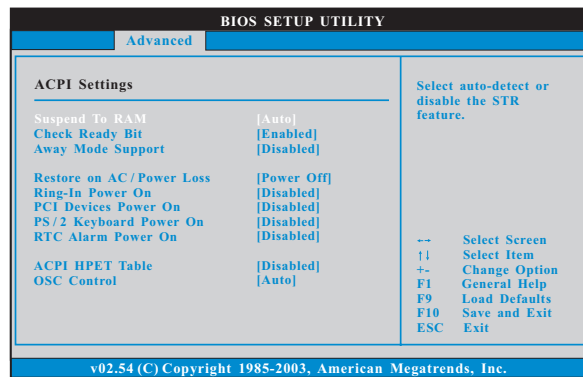 BIOS SETUP UTILITY
Advanced
ACPI Settings
Suspend To RAM [Auto]
Check Ready Bit [Enabled]
Away Mode Support [Disabled]
Restore on AC / Power Loss [Power Off]
Ring-In Power On [Disabled]
PCI Devices Power On [Disabled]
PS / 2 Keyboard Power On [Disabled]
RTC Alarm Power On [Disabled]
ACPI HPET Table [Disabled]
OSC Control [Auto]
Select auto-detect or
disable the STR
feature.
←→ Select Screen
↑↓ Select Item
+- Change Option
F1 General Help
F9 Load Defaults
F10 Save and Exit
ESC Exit
v02.54 (C) Copyright 1985-2003, American Megatrends, Inc.